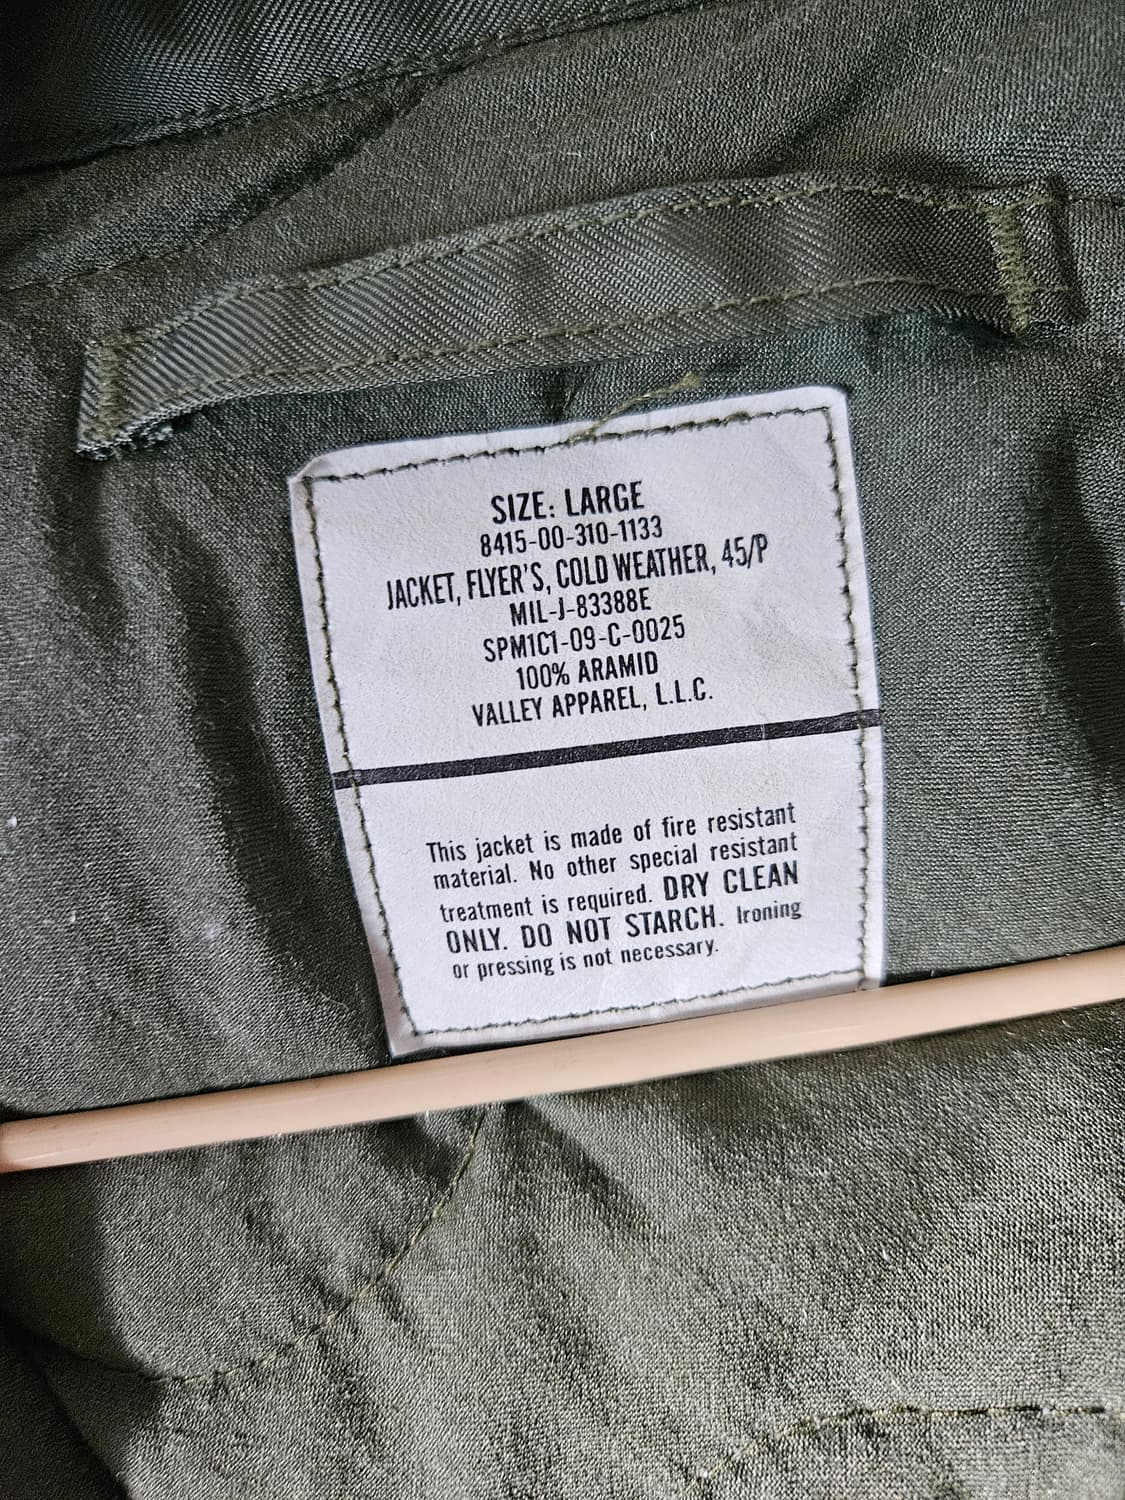 SIZE: LARGE
8415-00-310-1133
JACKET, FLYER'S, COLD WEATHER, 45/P
MIL-J-83388E
SPM1C1-09-C-0025
100% ARAMID
VALLEY APPAREL, L.L.C.
This jacket is made of fire resistant
material. No other special resistant
treatment is required. DRY CLEAN
ONLY. DO NOT STARCH. Ironing
or pressing is not necessary.